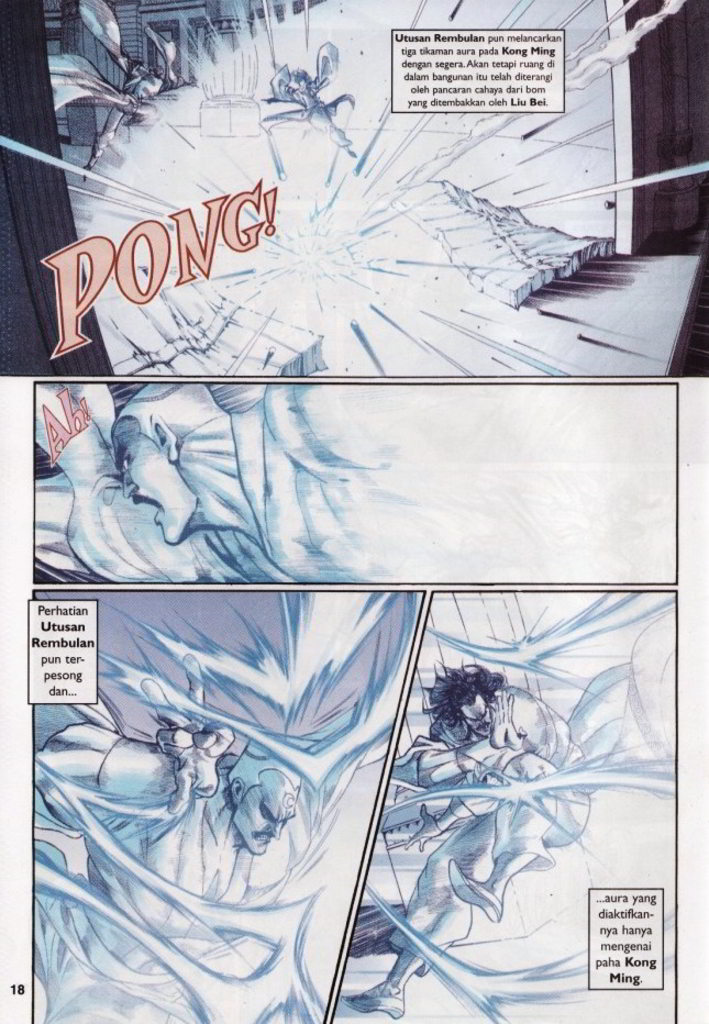 Utusan Rembulan pun melancarkan
tiga tikaman aura pada Kong Ming
dengan segera. Akan tetapi ruang di
dalam bangunan itu telah diterangi
oleh pancaran cahaya dari bom
yang ditembakkan oleh Liu Bei.
PONG!
Ah!
Perhatian
Utusan
Rembulan
pun ter-
pesong
dan...
...aura yang
diaktifkan-
nya hanya
mengenai
paha Kong
Ming.
18